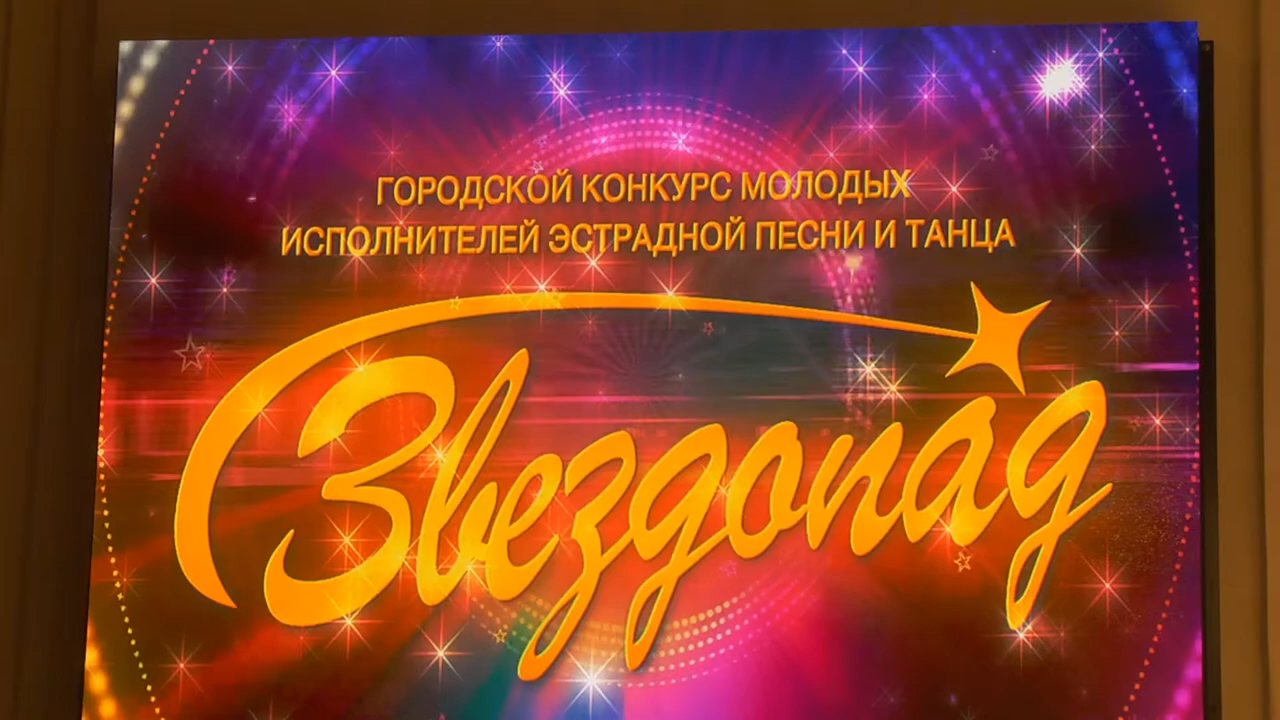 ГОРОДСКОЙ КОНКУРС МОЛОДЫХ
ИСПОЛНИТЕЛЕЙ ЭСТРАДНОЙ ПЕСНИ И ТАНЦА
Звездопад